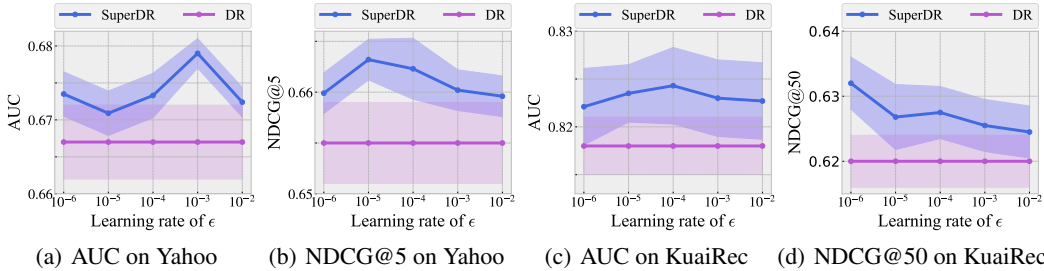 SuperDR DR
AUC
0.68
0.67
0.66
10⁻⁶ 10⁻⁵ 10⁻⁴ 10⁻³ 10⁻²
Learning rate of ϵ
(a) AUC on Yahoo
SuperDR DR
NDCG@5
0.66
0.65
10⁻⁶ 10⁻⁵ 10⁻⁴ 10⁻³ 10⁻²
Learning rate of ϵ
(b) NDCG@5 on Yahoo
SuperDR DR
AUC
0.83
0.82
10⁻⁶ 10⁻⁵ 10⁻⁴ 10⁻³ 10⁻²
Learning rate of ϵ
(c) AUC on KuaiRec
SuperDR DR
NDCG@50
0.64
0.63
0.62
10⁻⁶ 10⁻⁵ 10⁻⁴ 10⁻³ 10⁻²
Learning rate of ϵ
(d) NDCG@50 on KuaiRec